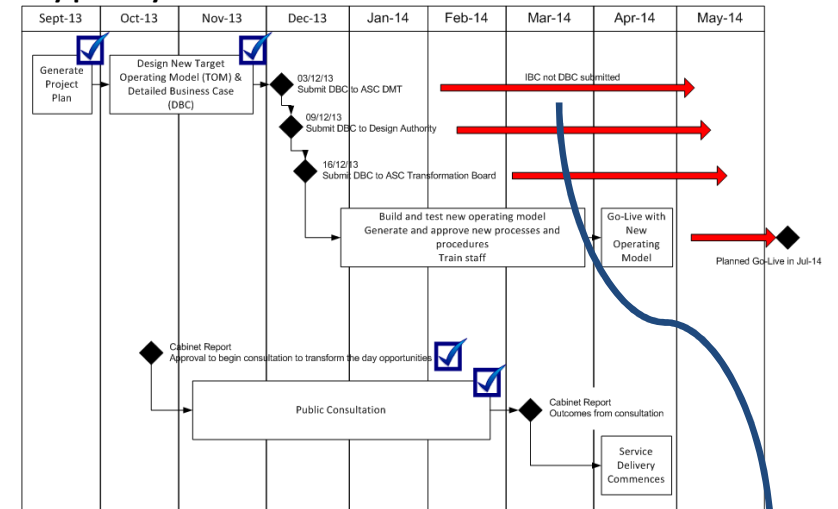 Sept-13 Oct-13 Nov-13 Dec-13 Jan-14 Feb-14 Mar-14 Apr-14 May-14
Generate
Project
Plan
Design New Target
Operating Model (TOM) &
Detailed Business Case
(DBC)
03/12/13
Submit DBC to ASC DMT
IBC not DBC submitted
09/12/13
Submit DBC to Design Authority
16/12/13
Submit DBC to ASC Transformation Board
Build and test new operating model
Generate and approve new processes and
procedures
Train staff
Go-Live with
New
Operating
Model
Planned Go-Live in Jul-14
Cabinet Report
Approval to begin consultation to transform the day opportunities
Public Consultation
Cabinet Report
Outcomes from consultation
Service
Delivery
Commences